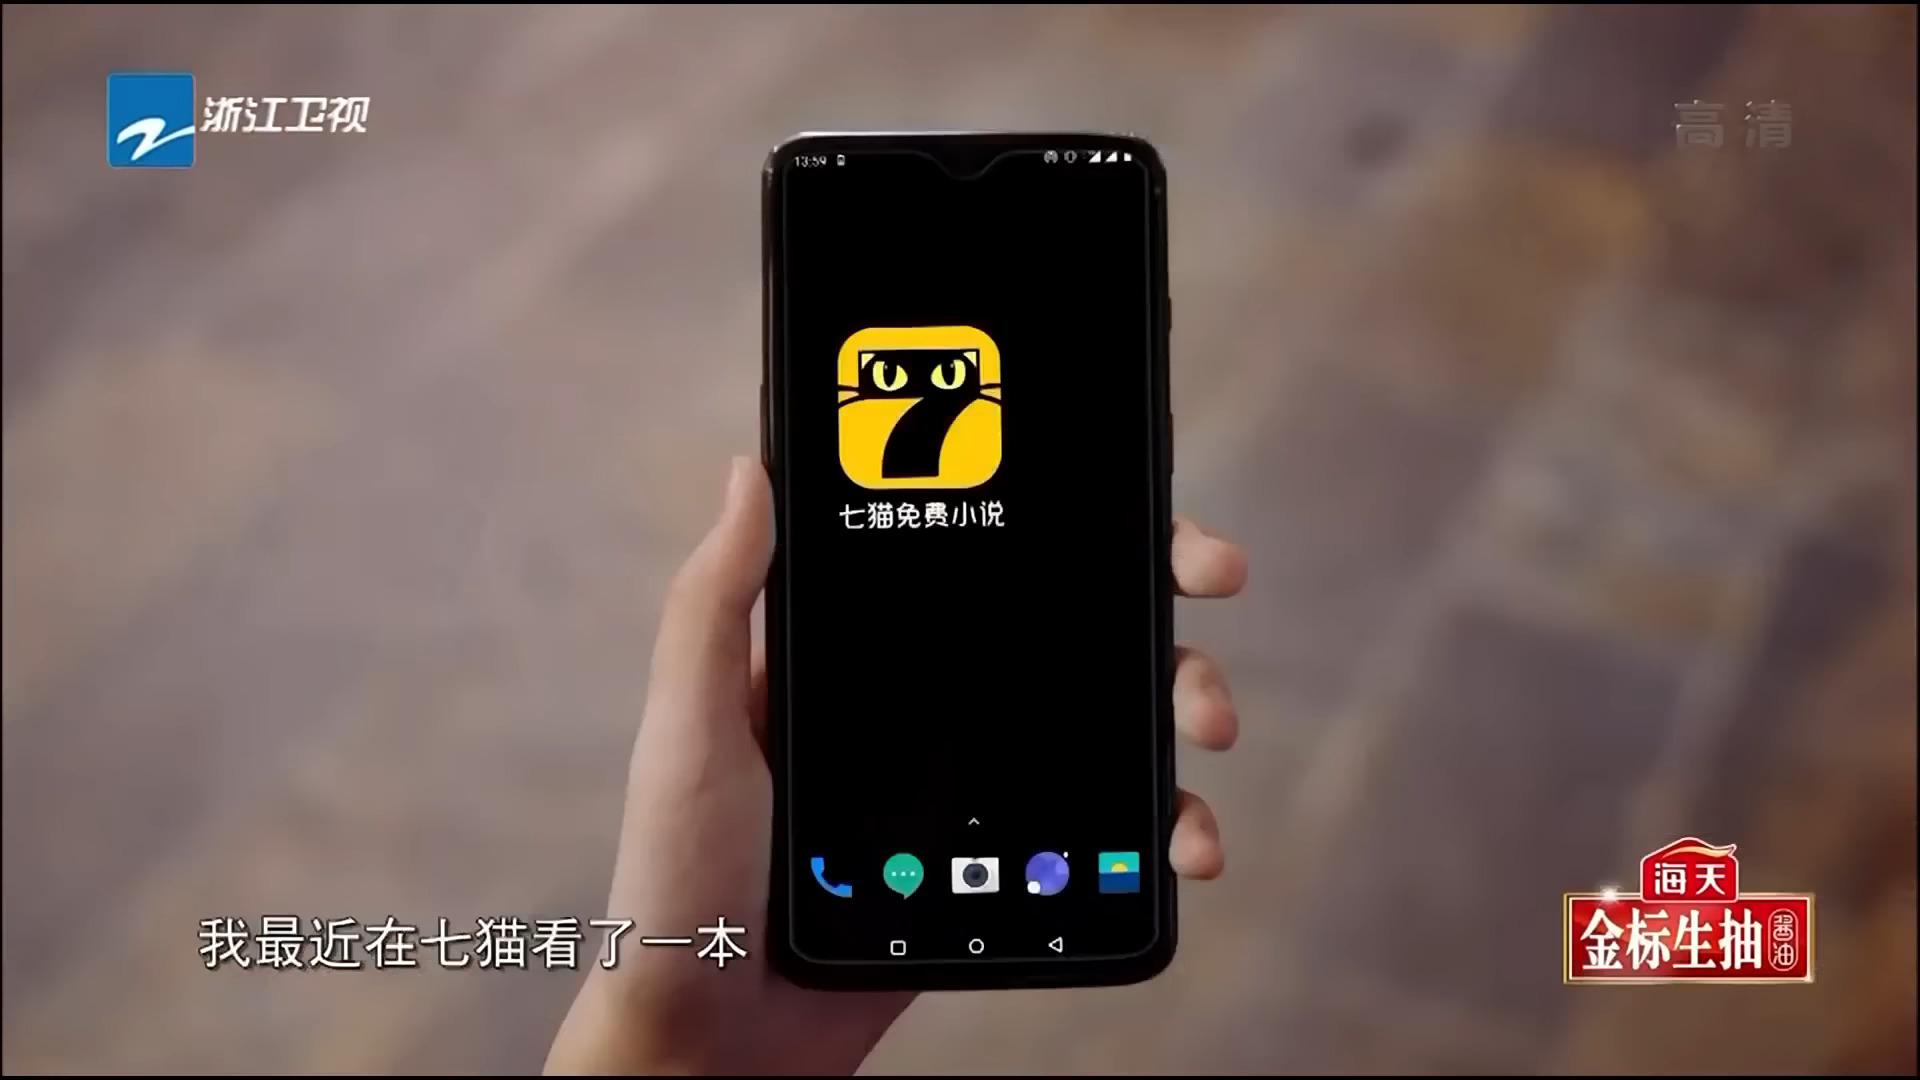 浙江卫视
高清
13:59
七猫免费小说
我最近在七猫看了一本
海天
金标生抽
酱油